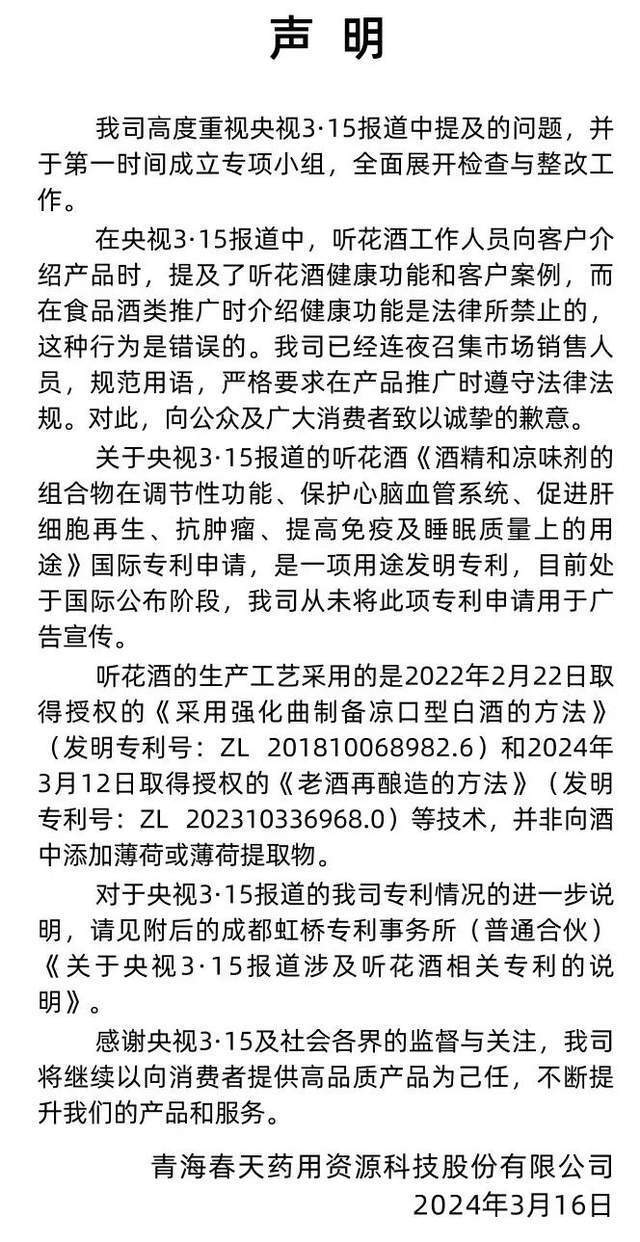 声 明
我司高度重视央视3·15报道中提及的问题，并
于第一时间成立专项小组，全面展开检查与整改工
作。
在央视3·15报道中，听花酒工作人员向客户介
绍产品时，提及了听花酒健康功能和客户案例，而
在食品酒类推广时介绍健康功能是法律所禁止的，
这种行为是错误的。我司已经连夜召集市场销售人
员，规范用语，严格要求在产品推广时遵守法律法
规。对此，向公众及广大消费者致以诚挚的歉意。
关于央视3·15报道的听花酒《酒精和凉味剂的
组合物在调节性功能、保护心脑血管系统、促进肝
细胞再生、抗肿瘤、提高免疫及睡眠质量上的用
途》国际专利申请，是一项用途发明专利，目前处
于国际公布阶段，我司从未将此项专利申请用于广
告宣传。
听花酒的生产工艺采用的是2022年2月22日取
得授权的《采用强化曲制备凉口型白酒的方法》
（发明专利号：ZL 201810068982.6）和2024年
3月12日取得授权的《老酒再酿造的方法》（发明
专利号：ZL 202310336968.0）等技术，并非向酒
中添加薄荷或薄荷提取物。
对于央视3·15报道的我司专利情况的进一步说
明，请见附后的成都虹桥专利事务所（普通合伙）
《关于央视3·15报道涉及听花酒相关专利的说
明》。
感谢央视3·15及社会各界的监督与关注，我司
将继续以向消费者提供高品质产品为己任，不断提
升我们的产品和服务。
青海春天药用资源科技股份有限公司
2024年3月16日